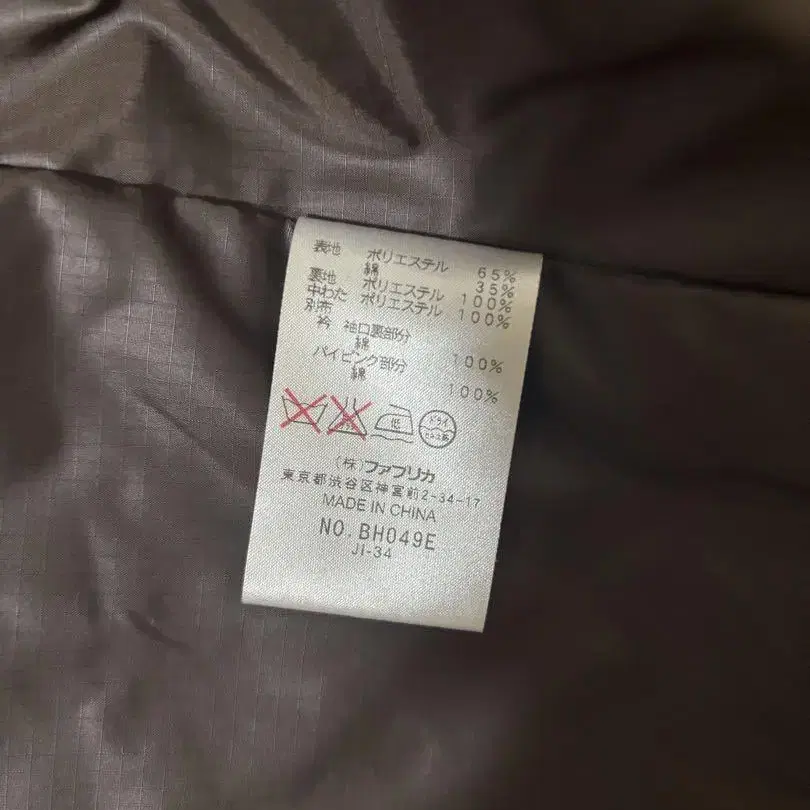 表地 ポリエステル 65%
綿 35%
裏地 ポリエステル 100%
中わた ポリエステル 100%
別布
衿 袖口裏部分
綿 100%
パイピング部分
綿 100%
低
ドライ
セキユ系
(株)ファブリカ
東京都渋谷区神宮前2-34-17
MADE IN CHINA
NO. BH049E
JI-34